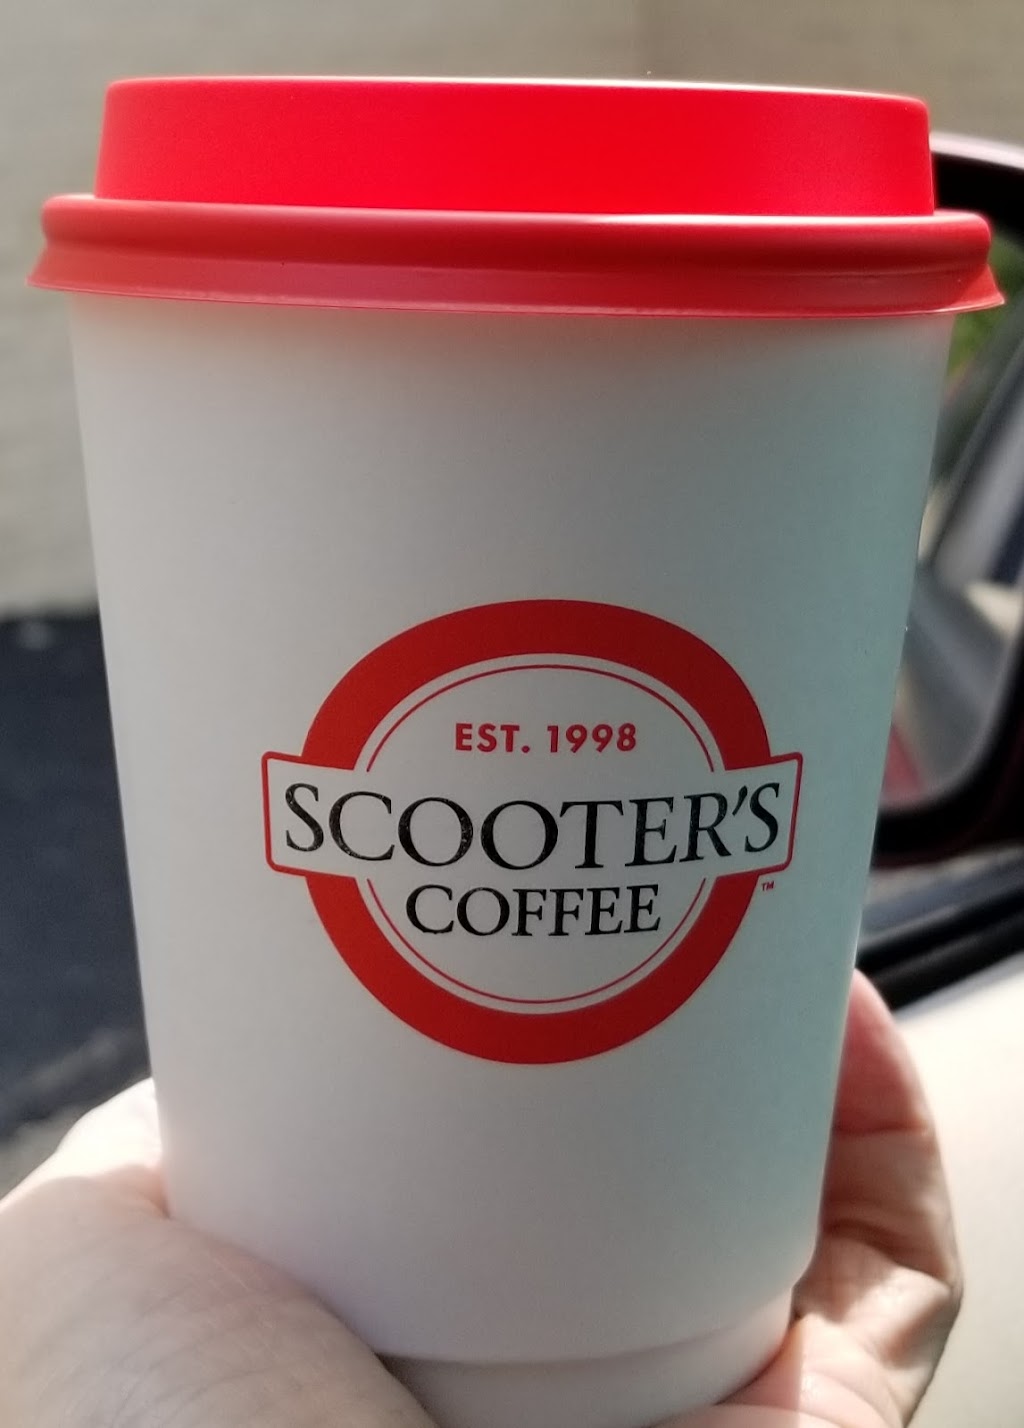 EST. 1998
SCOOTER'S
COFFEE
™